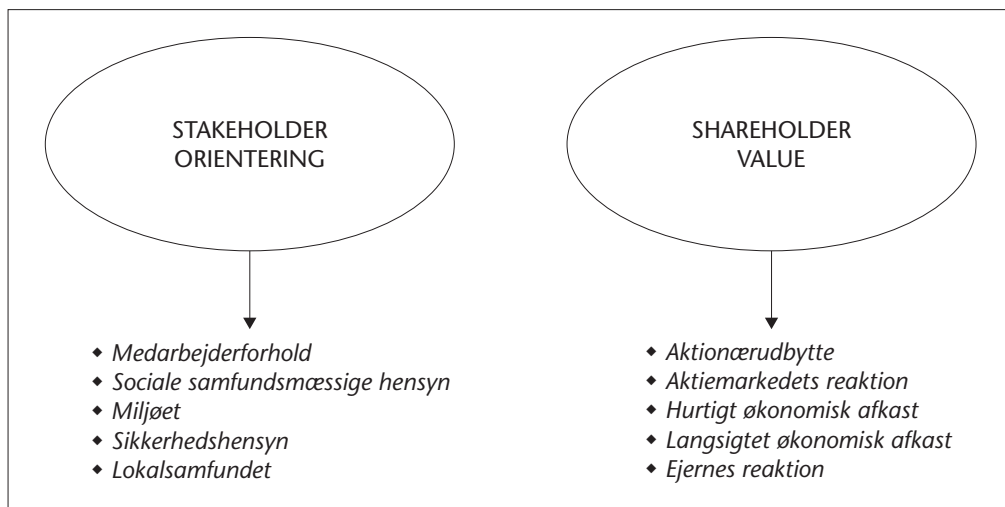 STAKEHOLDER
ORIENTERING
◆ Medarbejderforhold
◆ Sociale samfundsmæssige hensyn
◆ Miljøet
◆ Sikkerhedshensyn
◆ Lokalsamfundet
SHAREHOLDER
VALUE
◆ Aktionærudbytte
◆ Aktiemarkedets reaktion
◆ Hurtigt økonomisk afkast
◆ Langsigtet økonomisk afkast
◆ Ejernes reaktion